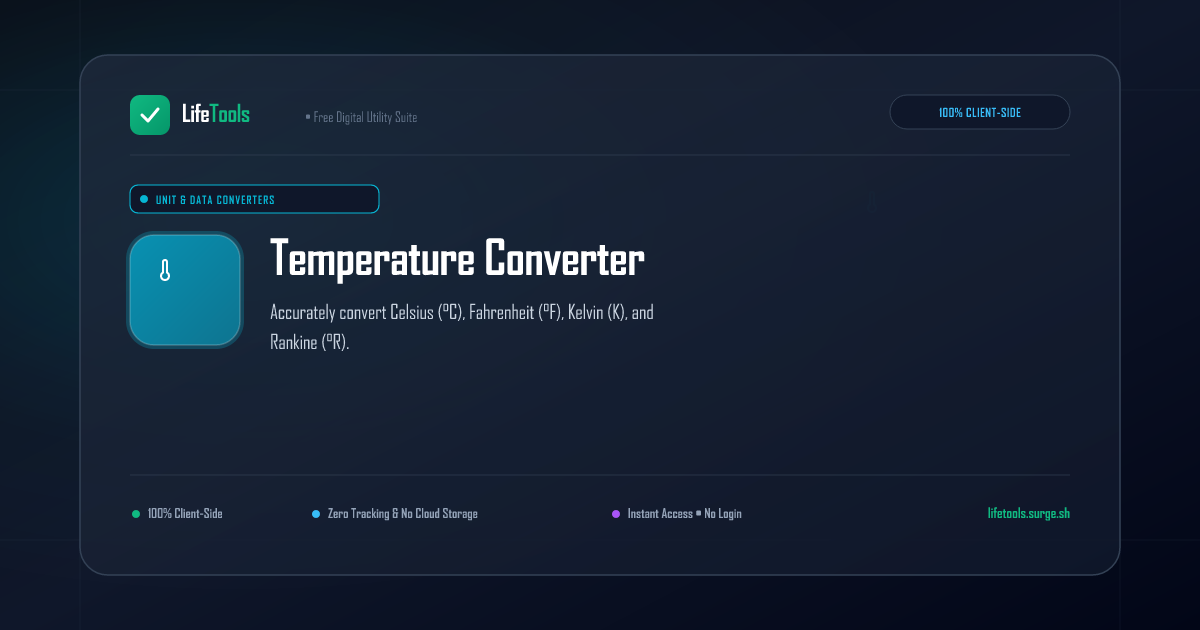 LifeTools
▪ Free Digital Utility Suite
100% CLIENT-SIDE
UNIT & DATA CONVERTERS
Temperature Converter
Accurately convert Celsius (°C), Fahrenheit (°F), Kelvin (K), and
Rankine (°R).
100% Client-Side
Zero Tracking & No Cloud Storage
Instant Access ▪ No Login
lifetools.surge.sh